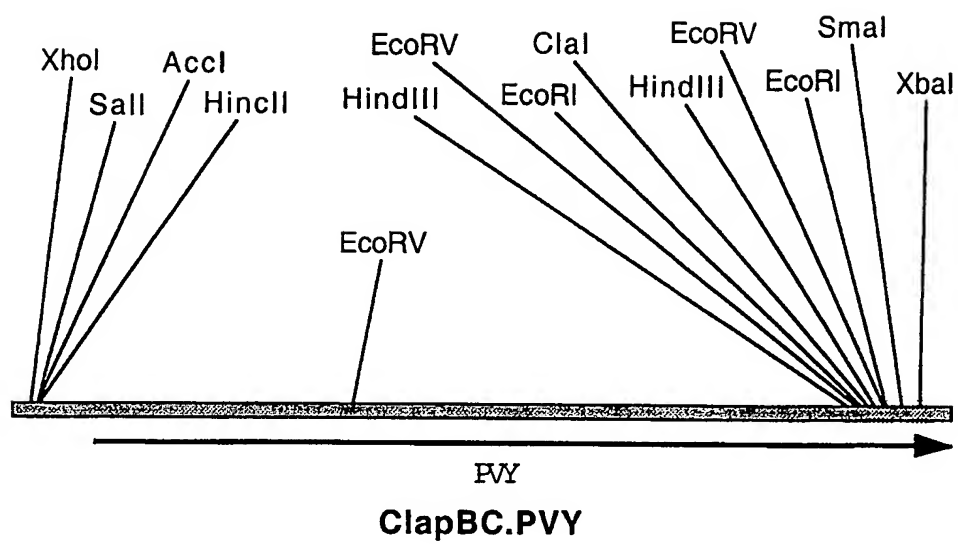 XhoI
SalI
AccI
HincII
EcoRV
HindIII
EcoRI
ClaI
HindIII
EcoRV
EcoRI
SmaI
XbaI
EcoRV
PVY
ClapBC.PVY